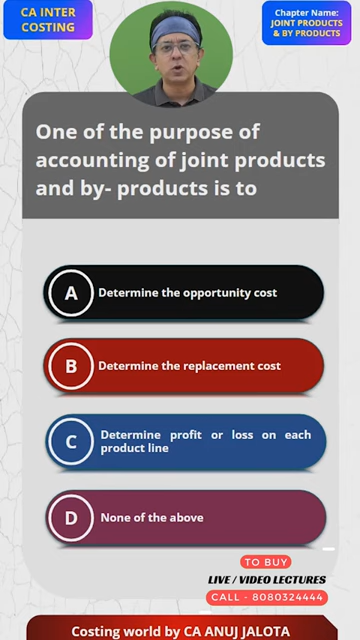 CA INTER
COSTING
Chapter Name:
JOINT PRODUCTS
& BY PRODUCTS
One of the purpose of
accounting of joint products
and by- products is to
A Determine the opportunity cost
B Determine the replacement cost
C Determine profit or loss on each
product line
D None of the above
TO BUY
LIVE / VIDEO LECTURES
CALL - 8080324444
Costing world by CA ANUJ JALOTA